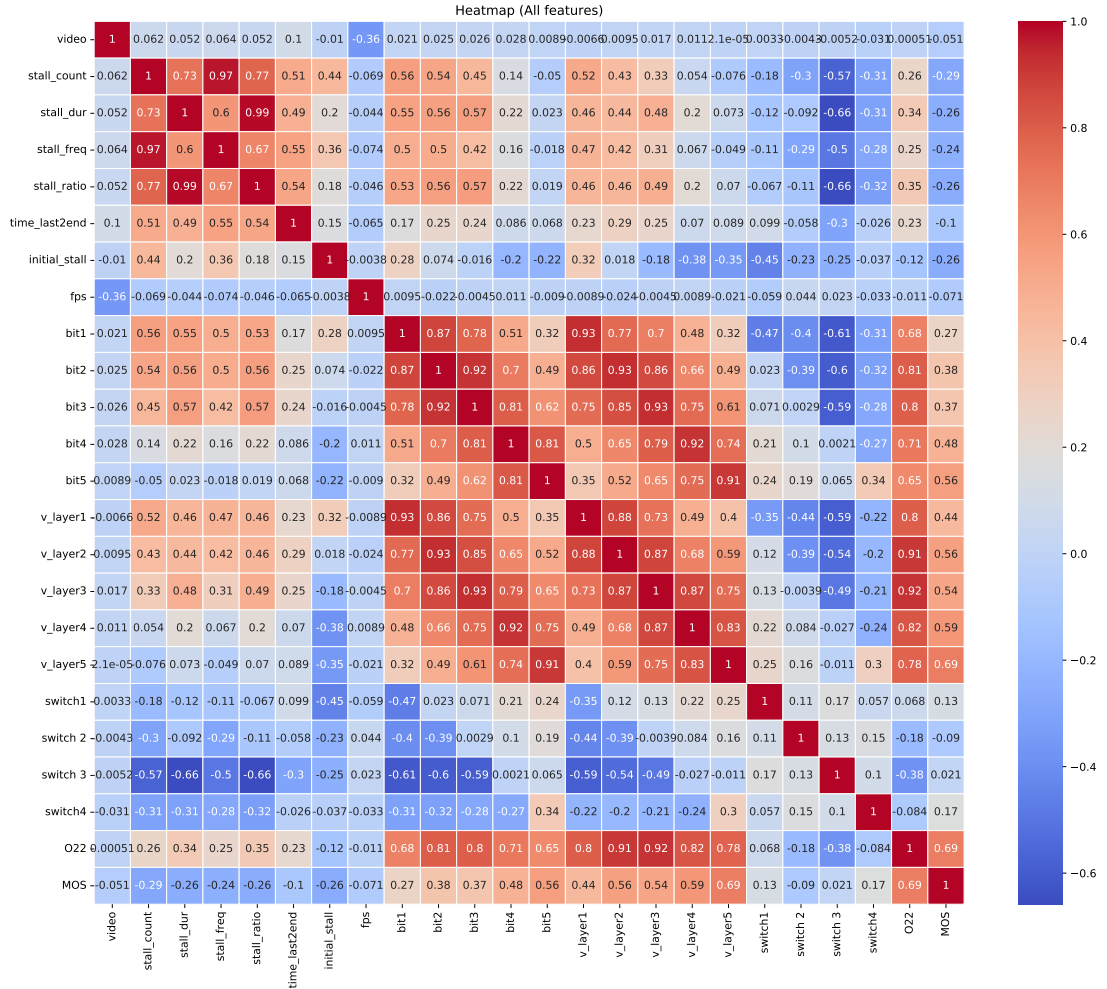 Heatmap (All features)
video 1 0.062 0.052 0.064 0.052 0.1 -0.01 -0.36 0.021 0.025 0.026 0.028 0.0089 -0.0066 0.0095 0.017 0.011 2.1e-05 0.0033 -0.0043 -0.0052 -0.031 0.00051 -0.051
stall_count 0.062 1 0.73 0.97 0.77 0.51 0.44 -0.069 0.56 0.54 0.45 0.14 -0.05 0.52 0.43 0.33 0.054 -0.076 -0.18 -0.3 -0.57 -0.31 0.26 -0.29
stall_dur 0.052 0.73 1 0.6 0.99 0.49 0.2 -0.044 0.55 0.56 0.57 0.22 0.023 0.46 0.44 0.48 0.2 0.073 -0.12 -0.092 -0.66 -0.31 0.34 -0.26
stall_freq 0.064 0.97 0.6 1 0.67 0.55 0.36 -0.074 0.5 0.5 0.42 0.16 -0.018 0.47 0.42 0.31 0.067 -0.049 -0.11 -0.29 -0.5 -0.28 0.25 -0.24
stall_ratio 0.052 0.77 0.99 0.67 1 0.54 0.18 -0.046 0.53 0.56 0.57 0.22 0.019 0.46 0.46 0.49 0.2 0.07 -0.067 -0.11 -0.66 -0.32 0.35 -0.26
time_last2end 0.1 0.51 0.49 0.55 0.54 1 0.15 -0.065 0.17 0.25 0.24 0.086 0.068 0.23 0.29 0.25 0.07 0.089 0.099 -0.058 -0.3 -0.026 0.23 -0.1
initial_stall -0.01 0.44 0.2 0.36 0.18 0.15 1 -0.0038 0.28 0.074 -0.016 -0.2 -0.22 0.32 0.018 -0.18 -0.38 -0.35 -0.45 -0.23 -0.25 -0.037 -0.12 -0.26
fps -0.36 -0.069 -0.044 -0.074 -0.046 -0.065 -0.0038 1 0.0095 -0.022 -0.0045 0.011 -0.009 -0.0089 -0.024 -0.0045 0.0089 -0.021 -0.059 0.044 0.023 -0.033 -0.011 -0.071
bit1 0.021 0.56 0.55 0.5 0.53 0.17 0.28 0.0095 1 0.87 0.78 0.51 0.32 0.93 0.77 0.7 0.48 0.32 -0.47 -0.4 -0.61 -0.31 0.68 0.27
bit2 0.025 0.54 0.56 0.5 0.56 0.25 0.074 -0.022 0.87 1 0.92 0.7 0.49 0.86 0.93 0.86 0.66 0.49 0.023 -0.39 -0.6 -0.32 0.81 0.38
bit3 0.026 0.45 0.57 0.42 0.57 0.24 -0.016 -0.0045 0.78 0.92 1 0.81 0.62 0.75 0.85 0.93 0.75 0.61 0.071 0.0029 -0.59 -0.28 0.8 0.37
bit4 0.028 0.14 0.22 0.16 0.22 0.086 -0.2 0.011 0.51 0.7 0.81 1 0.81 0.5 0.65 0.79 0.92 0.74 0.21 0.1 0.0021 -0.27 0.71 0.48
bit5 0.0089 -0.05 0.023 -0.018 0.019 0.068 -0.22 -0.009 0.32 0.49 0.62 0.81 1 0.35 0.52 0.65 0.75 0.91 0.24 0.19 0.065 0.34 0.65 0.56
v_layer1 -0.0066 0.52 0.46 0.47 0.46 0.23 0.32 -0.0089 0.93 0.86 0.75 0.5 0.35 1 0.88 0.73 0.49 0.4 -0.35 -0.44 -0.59 -0.22 0.8 0.44
v_layer2 0.0095 0.43 0.44 0.42 0.46 0.29 0.018 -0.024 0.77 0.93 0.85 0.65 0.52 0.88 1 0.87 0.68 0.59 0.12 -0.39 -0.54 -0.2 0.91 0.56
v_layer3 0.017 0.33 0.48 0.31 0.49 0.25 -0.18 -0.0045 0.7 0.86 0.93 0.79 0.65 0.73 0.87 1 0.87 0.75 0.13 -0.0039 -0.49 -0.21 0.92 0.54
v_layer4 0.011 0.054 0.2 0.067 0.2 0.07 -0.38 0.0089 0.48 0.66 0.75 0.92 0.75 0.49 0.68 0.87 1 0.83 0.22 0.084 -0.027 -0.24 0.82 0.59
v_layer5 2.1e-05 -0.076 0.073 -0.049 0.07 0.089 -0.35 -0.021 0.32 0.49 0.61 0.74 0.91 0.4 0.59 0.75 0.83 1 0.25 0.16 -0.011 0.3 0.78 0.69
switch1 0.0033 -0.18 -0.12 -0.11 -0.067 0.099 -0.45 -0.059 -0.47 0.023 0.071 0.21 0.24 -0.35 0.12 0.13 0.22 0.25 1 0.11 0.17 0.057 0.068 0.13
switch 2 -0.0043 -0.3 -0.092 -0.29 -0.11 -0.058 -0.23 0.044 -0.4 -0.39 0.0029 0.1 0.19 -0.44 -0.39 -0.0039 0.084 0.16 0.11 1 0.13 0.15 -0.18 -0.09
switch 3 -0.0052 -0.57 -0.66 -0.5 -0.66 -0.3 -0.25 0.023 -0.61 -0.6 -0.59 0.0021 0.065 -0.59 -0.54 -0.49 -0.027 -0.011 0.17 0.13 1 0.1 -0.38 0.021
switch4 -0.031 -0.31 -0.31 -0.28 -0.32 -0.026 -0.037 -0.033 -0.31 -0.32 -0.28 -0.27 0.34 -0.22 -0.2 -0.21 -0.24 0.3 0.057 0.15 0.1 1 -0.084 0.17
O22 0.00051 0.26 0.34 0.25 0.35 0.23 -0.12 -0.011 0.68 0.81 0.8 0.71 0.65 0.8 0.91 0.92 0.82 0.78 0.068 -0.18 -0.38 -0.084 1 0.69
MOS -0.051 -0.29 -0.26 -0.24 -0.26 -0.1 -0.26 -0.071 0.27 0.38 0.37 0.48 0.56 0.44 0.56 0.54 0.59 0.69 0.13 -0.09 0.021 0.17 0.69 1
video stall_count stall_dur stall_freq stall_ratio time_last2end initial_stall fps bit1 bit2 bit3 bit4 bit5 v_layer1 v_layer2 v_layer3 v_layer4 v_layer5 switch1 switch 2 switch 3 switch4 O22 MOS
1.0
0.8
0.6
0.4
0.2
0.0
−0.2
−0.4
−0.6